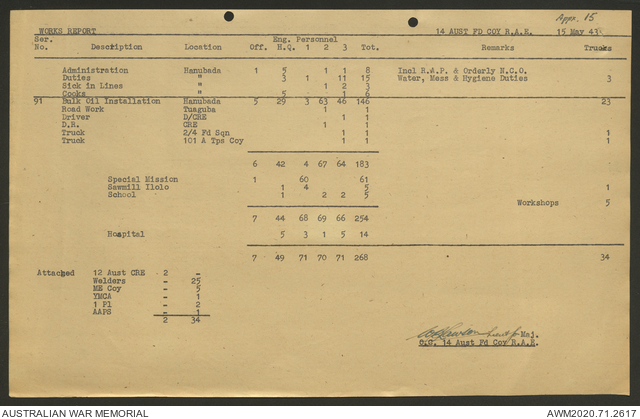 Appx. 15
WORKS REPORT 14 AUST FD COY R.A.E. 15 May 43
Ser. Eng. Personnel
No. Description Location Off. H.Q. 1 2 3 Tot. Remarks Trucks
Administration Hanubada 1 5 1 1 8 Incl R.A.P. & Orderly N.C.O.
Duties " 3 1 11 15 Water, Mess & Hygiene Duties 3
Sick in Lines " 1 2 3
Cooks " 5 1 6
91 Bulk Oil Installation Hanubada 5 29 3 63 46 146 23
Road Work Tuaguba 1 1
Driver D/CRE 1 1
D.R. CRE 1 1
Truck 2/4 Fd Sqn 1 1 1
Truck 101 A Tps Coy 1 1 1
6 42 4 67 64 183
Special Mission 1 60 61
Sawmill Ilolo 1 4 5 1
School 1 2 2 5
Workshops 5
7 44 68 69 66 254
Hospital 5 3 1 5 14
7 49 71 70 71 268 34
Attached 12 Aust CRE 2 -
Welders - 25
ME Coy - 5
YMCA - 1
1 Pl - 2
AAPS - 1
2 34
Maj.
O.C. 14 Aust Fd Coy R.A.E.
AUSTRALIAN WAR MEMORIAL AWM2020.71.2617